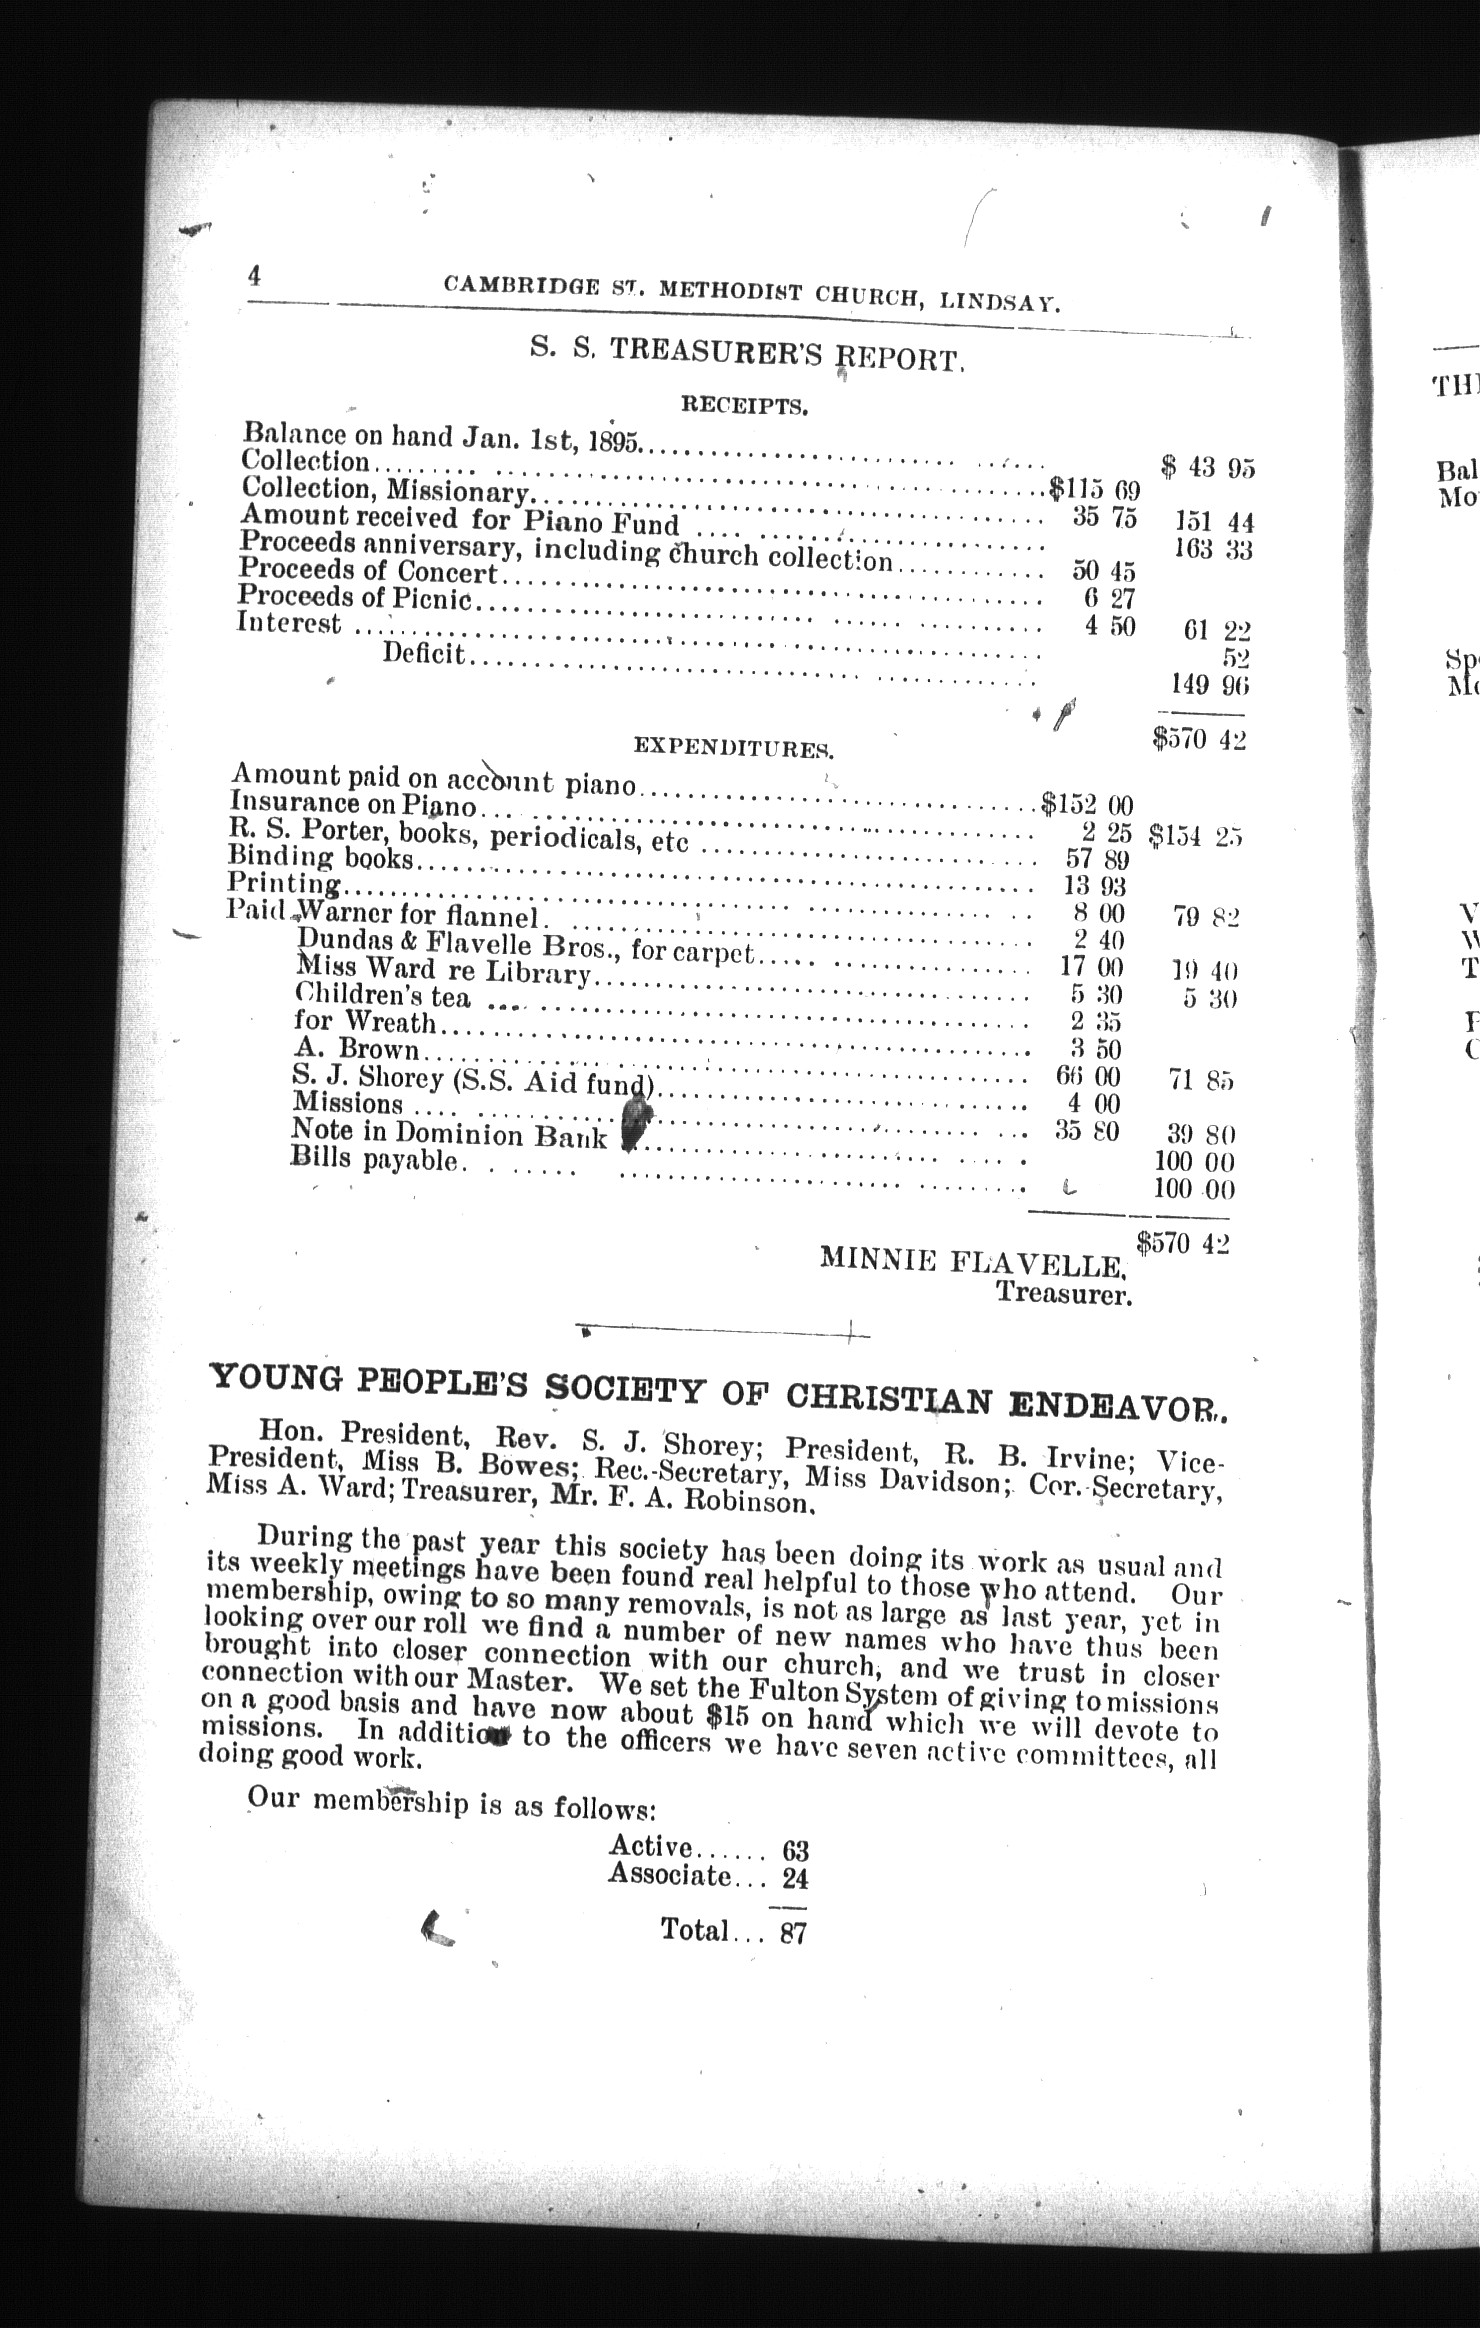 4 CAMBRIDGE ST. METHODIST CHURCH, LINDSAY.
S. S. TREASURER'S REPORT.
RECEIPTS.
Balance on hand Jan. 1st, 1895. $ 43 95
Collection $115 69
Collection, Missionary 35 75 151 44
Amount received for Piano Fund 163 33
Proceeds anniversary, including church collection 50 45
Proceeds of Concert 6 27
Proceeds of Picnic 4 50 61 22
Interest 52
Deficit 149 96
$570 42
EXPENDITURES.
Amount paid on account piano $152 00
Insurance on Piano 2 25 $154 25
R. S. Porter, books, periodicals, etc 57 89
Binding books 13 93
Printing 8 00 79 82
Paid Warner for flannel 2 40
Dundas & Flavelle Bros., for carpet 17 00 19 40
Miss Ward re Library 5 30 5 30
Children's tea 2 35
for Wreath 3 50
A. Brown 66 00 71 85
S. J. Shorey (S.S. Aid fund) 4 00
Missions 35 80 39 80
Note in Dominion Bank 100 00
Bills payable 100 00
$570 42
MINNIE FLAVELLE,
Treasurer.
YOUNG PEOPLE'S SOCIETY OF CHRISTIAN ENDEAVOR.
Hon. President, Rev. S. J. Shorey; President, R. B. Irvine; Vice-
President, Miss B. Bowes; Rec.-Secretary, Miss Davidson; Cor.-Secretary,
Miss A. Ward; Treasurer, Mr. F. A. Robinson.
During the past year this society has been doing its work as usual and
its weekly meetings have been found real helpful to those who attend. Our
membership, owing to so many removals, is not as large as last year, yet in
looking over our roll we find a number of new names who have thus been
brought into closer connection with our church, and we trust in closer
connection with our Master. We set the Fulton System of giving to missions
on a good basis and have now about $15 on hand which we will devote to
missions. In addition to the officers we have seven active committees, all
doing good work.
Our membership is as follows:
Active...... 63
Associate... 24
Total... 87
THE
Bal
Mo